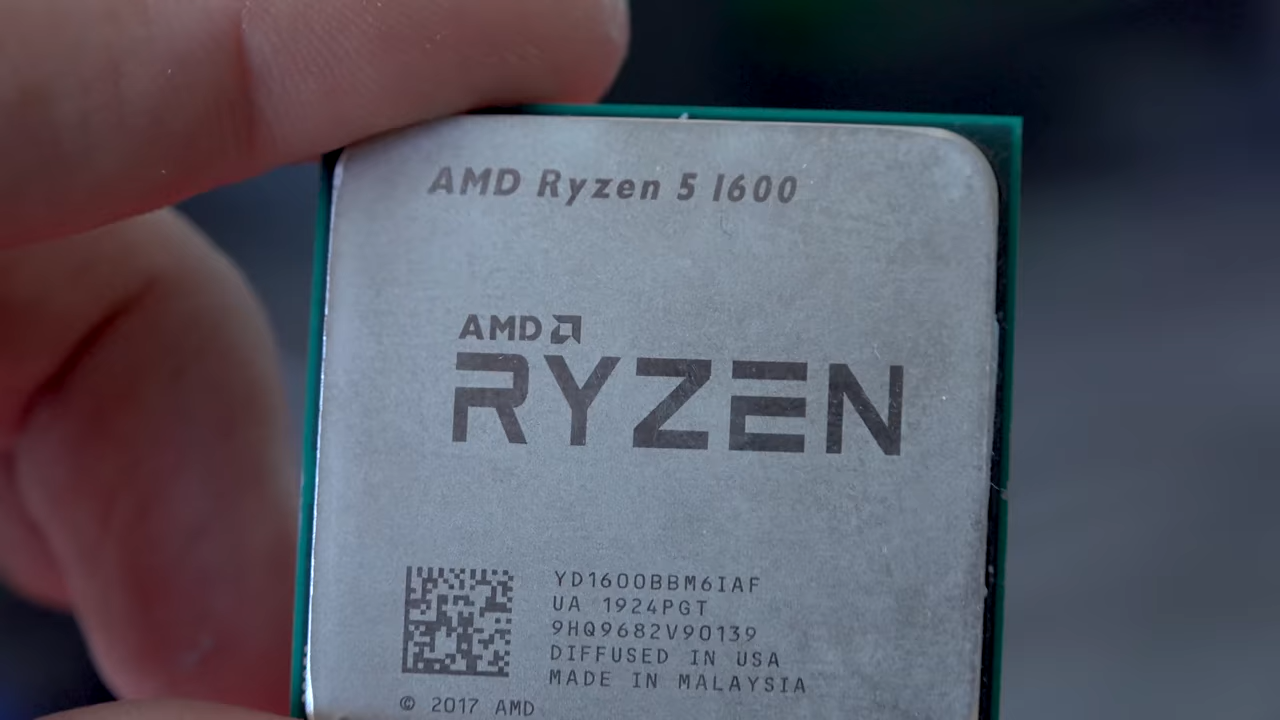 AMD Ryzen 5 1600
AMD
RYZEN
YD1600BBM6IAF
UA 1924PGT
9HQ9682V90139
DIFFUSED IN USA
MADE IN MALAYSIA
© 2017 AMD